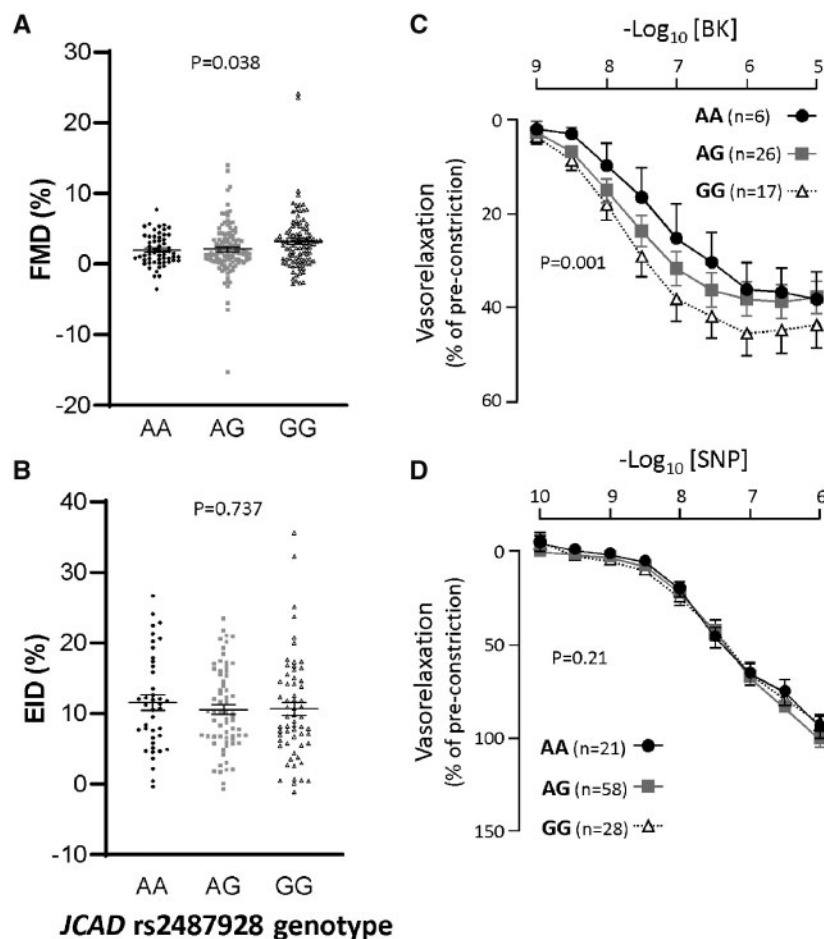 A
P=0.038
30
20
10
0
-10
-20
FMD (%)
AA AG GG
B
P=0.737
40
30
20
10
0
-10
EID (%)
AA AG GG
JCAD rs2487928 genotype
C
-Log10 [BK]
9 8 7 6 5
0
20
40
60
Vasorelaxation
(% of pre-constriction)
AA (n=6)
AG (n=26)
GG (n=17)
P=0.001
D
-Log10 [SNP]
10 9 8 7 6
0
50
100
150
Vasorelaxation
(% of pre-constriction)
P=0.21
AA (n=21)
AG (n=58)
GG (n=28)